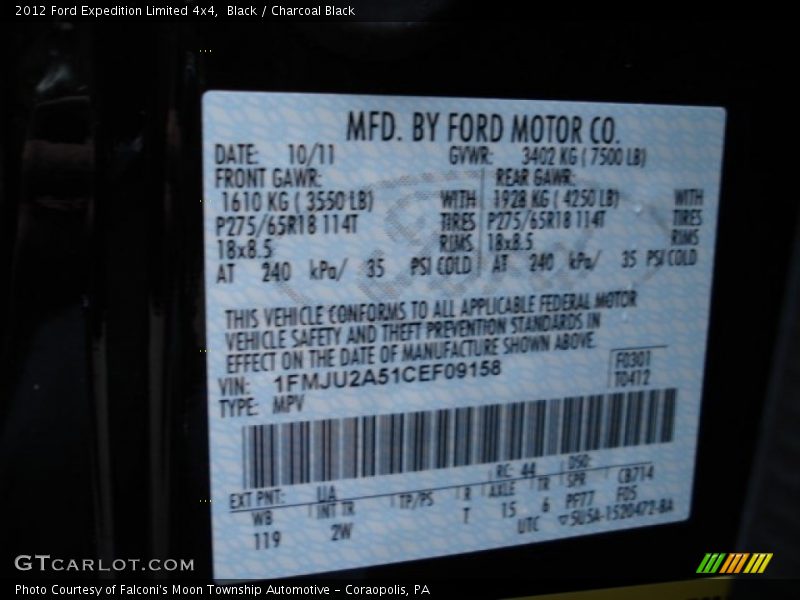 2012 Ford Expedition Limited 4x4, Black / Charcoal Black
MFD. BY FORD MOTOR CO.
DATE: 10/11 GVWR: 3402 KG ( 7500 LB)
FRONT GAWR: REAR GAWR:
1610 KG ( 3550 LB) WITH 1928 KG ( 4250 LB) WITH
P275/65R18 114T TIRES P275/65R18 114T TIRES
18x8.5 RIMS 18x8.5 RIMS
AT 240 kPa/ 35 PSI COLD AT 240 kPa/ 35 PSI COLD
THIS VEHICLE CONFORMS TO ALL APPLICABLE FEDERAL MOTOR
VEHICLE SAFETY AND THEFT PREVENTION STANDARDS IN
EFFECT ON THE DATE OF MANUFACTURE SHOWN ABOVE.
VIN: 1FMJU2A51CEF09158 F0301
TYPE: MPV T0412
EXT PNT: UA RC: 44 DSO:
WB INT TR TP/PS R AXLE TR SPR CB714
119 2W T 15 6 PF77 F0S
UTC ▽5U5A-1520472-BA
GTCARLOT.COM
Photo Courtesy of Falconi's Moon Township Automotive – Coraopolis, PA